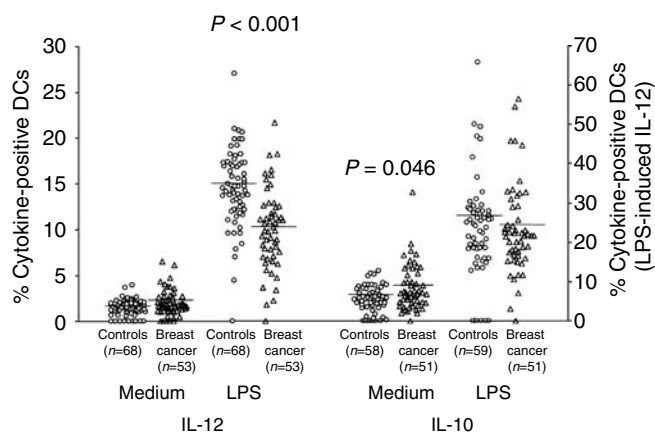 P < 0.001
30
25
20
15
10
5
0
% Cytokine-positive DCs
P = 0.046
70
60
50
40
30
20
10
0
% Cytokine-positive DCs
(LPS-induced IL-12)
Controls Breast Controls Breast Controls Breast Controls Breast
(n=68) cancer (n=68) cancer (n=58) cancer (n=59) cancer
(n=53) (n=53) (n=51) (n=51)
Medium LPS Medium LPS
IL-12 IL-10